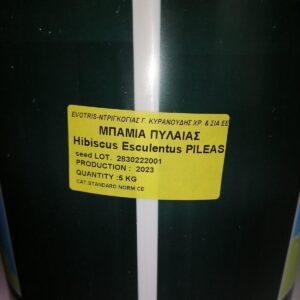 EVOTRIS-ΝΤΡΙΓΚΟΓΙΑΣ Γ. ΚΥΡΑΝΟΥΔΗΣ ΧΡ. & ΣΙΑ ΕΕ
ΜΠΑΜΙΑ ΠΥΛΑΙΑΣ
Hibiscus Esculentus PILEAS
seed LOT. 2830222001
PRODUCTION : 2023
QUANTITY :5 KG
CAT.STANDARD NORM CE